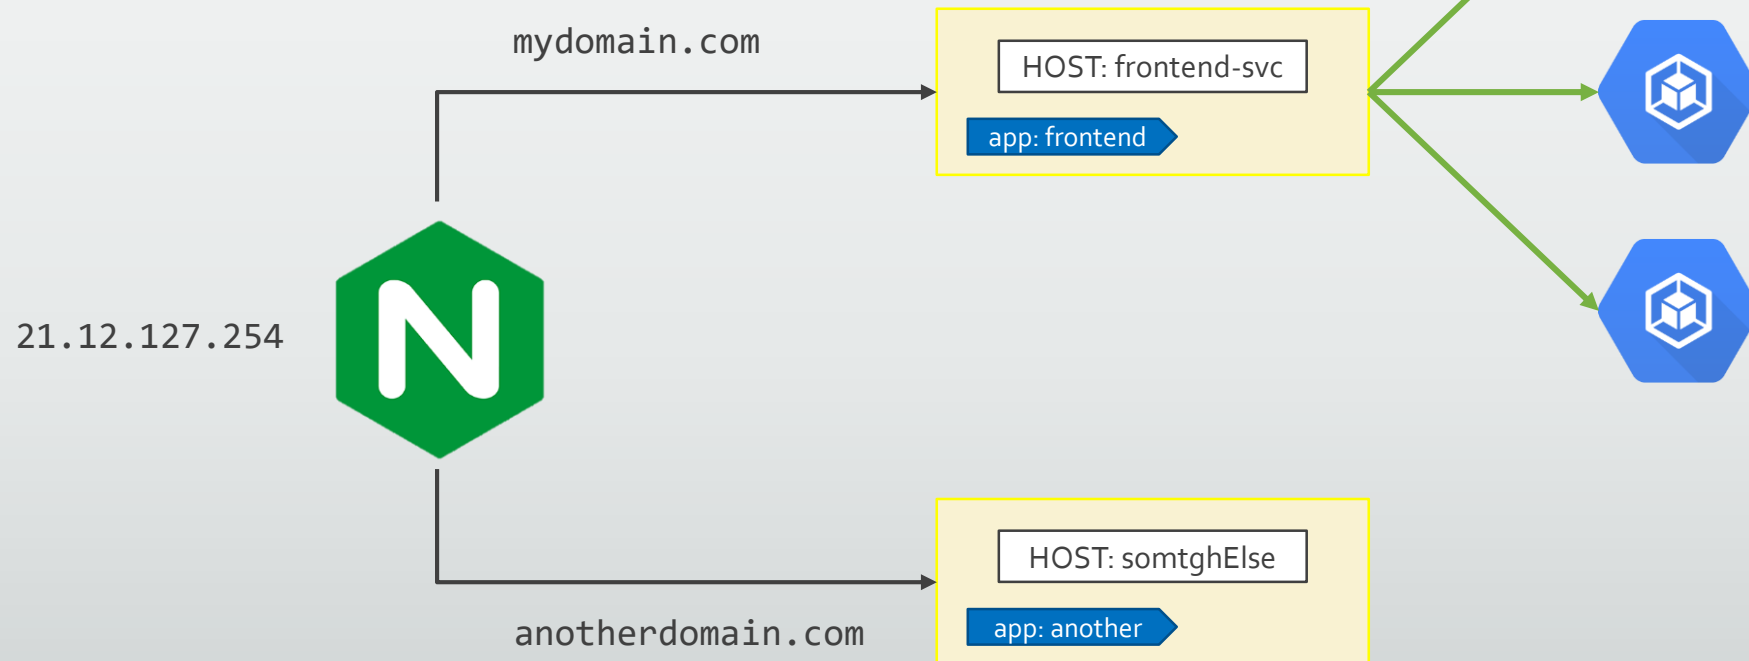 mydomain.com
HOST: frontend-svc
app: frontend
21.12.127.254
N
HOST: somtghElse
app: another
anotherdomain.com